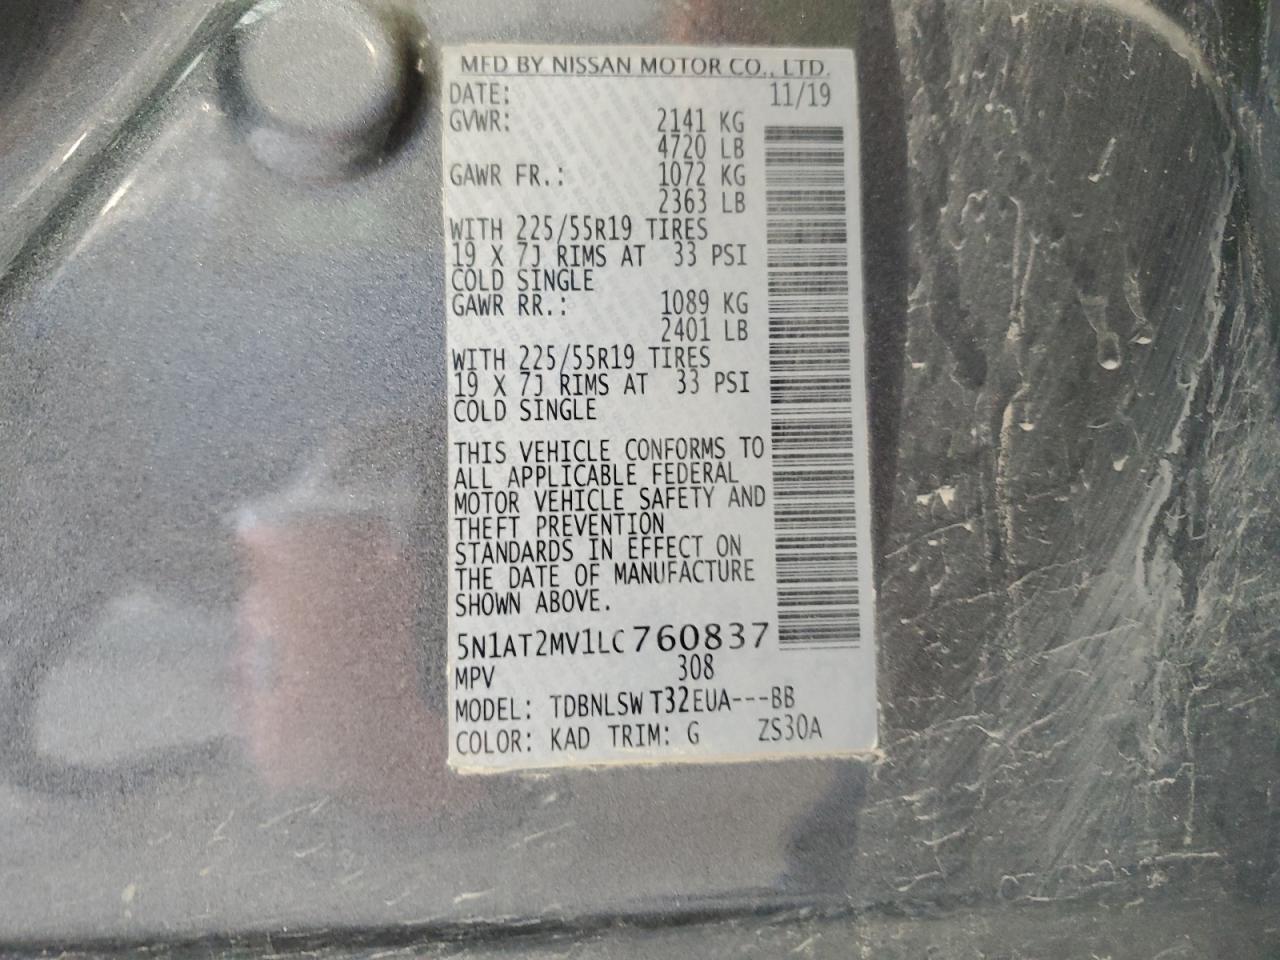 MFD BY NISSAN MOTOR CO., LTD.
DATE: 11/19
GVWR: 2141 KG
4720 LB
GAWR FR.: 1072 KG
2363 LB
WITH 225/55R19 TIRES
19 X 7J RIMS AT 33 PSI
COLD SINGLE
GAWR RR.: 1089 KG
2401 LB
WITH 225/55R19 TIRES
19 X 7J RIMS AT 33 PSI
COLD SINGLE
THIS VEHICLE CONFORMS TO
ALL APPLICABLE FEDERAL
MOTOR VEHICLE SAFETY AND
THEFT PREVENTION
STANDARDS IN EFFECT ON
THE DATE OF MANUFACTURE
SHOWN ABOVE.
5N1AT2MV1LC760837
MPV 308
MODEL: TDBNLSW T32EUA---BB
COLOR: KAD TRIM: G ZS30A